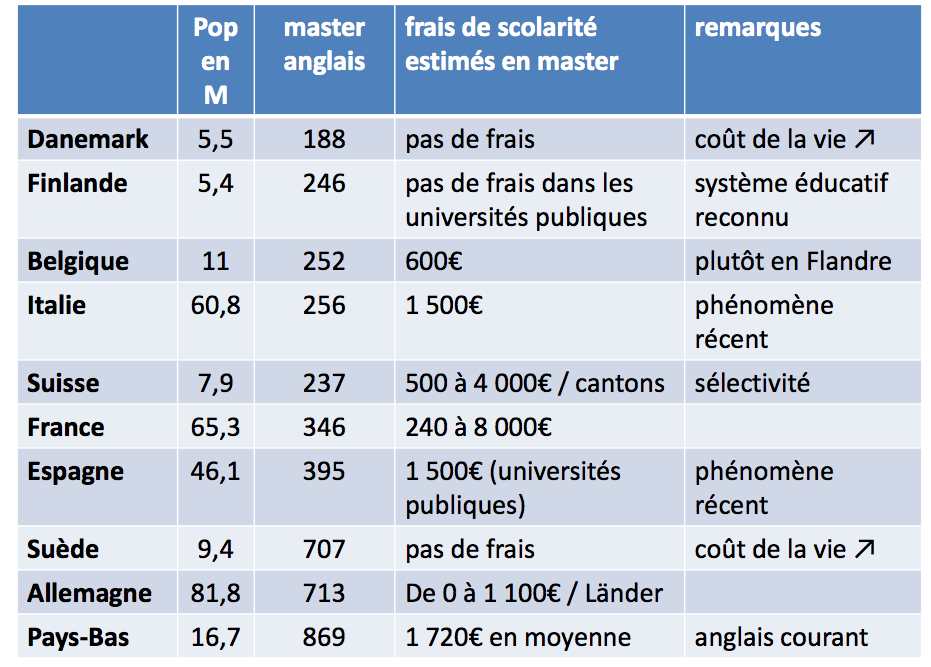 Pop en M | master anglais | frais de scolarité estimés en master | remarques
Danemark | 5,5 | 188 | pas de frais | coût de la vie ↗
Finlande | 5,4 | 246 | pas de frais dans les universités publiques | système éducatif reconnu
Belgique | 11 | 252 | 600€ | plutôt en Flandre
Italie | 60,8 | 256 | 1 500€ | phénomène récent
Suisse | 7,9 | 237 | 500 à 4 000€ / cantons | sélectivité
France | 65,3 | 346 | 240 à 8 000€
Espagne | 46,1 | 395 | 1 500€ (universités publiques) | phénomène récent
Suède | 9,4 | 707 | pas de frais | coût de la vie ↗
Allemagne | 81,8 | 713 | De 0 à 1 100€ / Länder
Pays-Bas | 16,7 | 869 | 1 720€ en moyenne | anglais courant